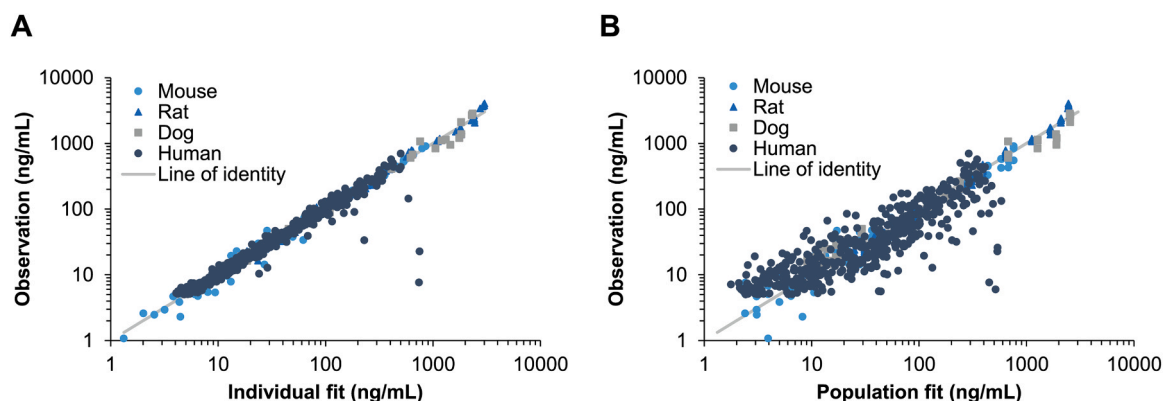 A
Observation (ng/mL)
10000
1000
100
10
1
Mouse
Rat
Dog
Human
Line of identity
1
10
100
1000
10000
Individual fit (ng/mL)
B
Observation (ng/mL)
10000
1000
100
10
1
Mouse
Rat
Dog
Human
Line of identity
1
10
100
1000
10000
Population fit (ng/mL)